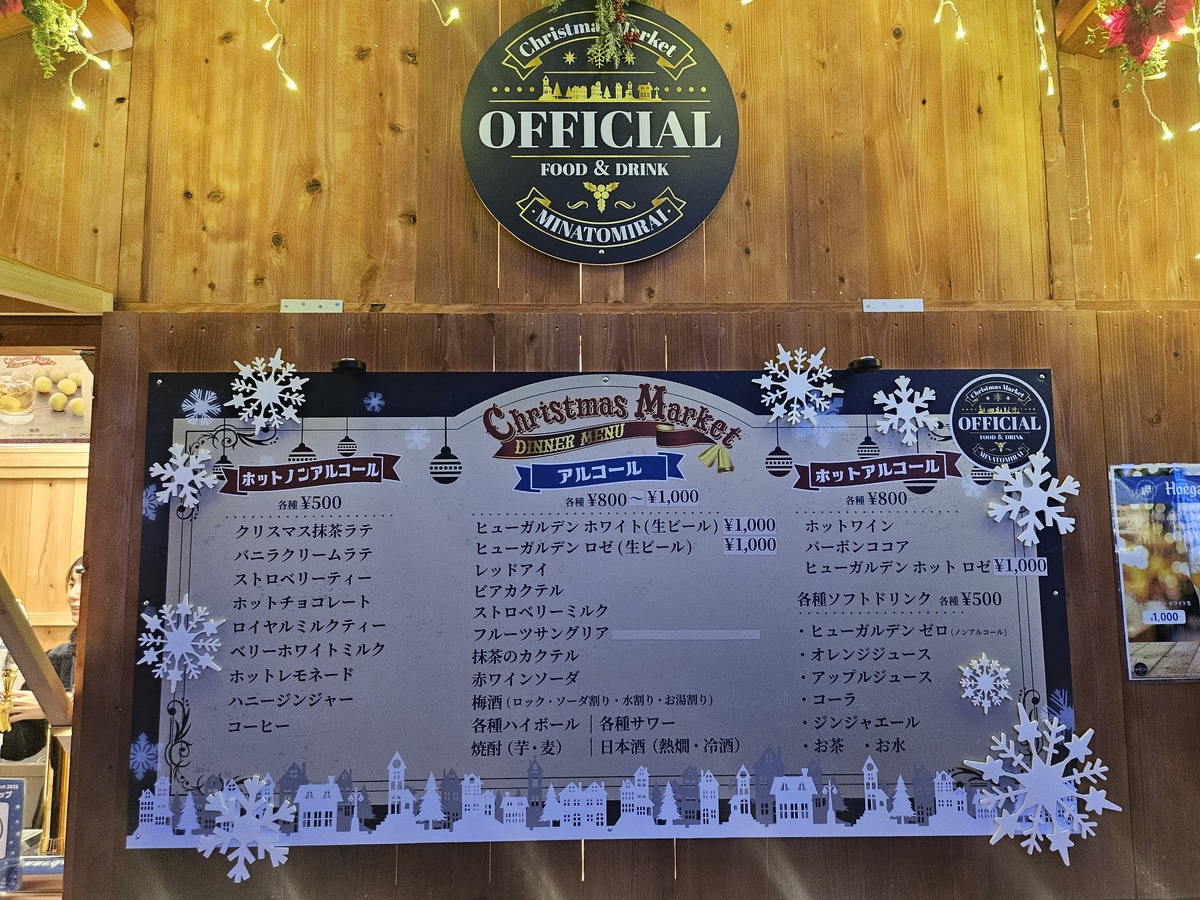 Christmas Market
OFFICIAL
FOOD & DRINK
MINATOMIRAI
Christmas Market
DINNER MENU
Christmas Market
OFFICIAL
FOOD & DRINK
MINATOMIRAI
ホットノンアルコール
各種 ¥500
クリスマス抹茶ラテ
バニラクリームラテ
ストロベリーティー
ホットチョコレート
ロイヤルミルクティー
ベリーホワイトミルク
ホットレモネード
ハニージンジャー
コーヒー
アルコール
各種 ¥800～¥1,000
ヒューガルデン ホワイト(生ビール) ¥1,000
ヒューガルデン ロゼ(生ビール) ¥1,000
レッドアイ
ビアカクテル
ストロベリーミルク
フルーツサングリア
抹茶のカクテル
赤ワインソーダ
梅酒(ロック・ソーダ割り・水割り・お湯割り)
各種ハイボール｜各種サワー
焼酎(芋・麦)｜日本酒(熱燗・冷酒)
ホットアルコール
各種 ¥800
ホットワイン
バーボンココア
ヒューガルデン ホット ロゼ ¥1,000
各種ソフトドリンク 各種 ¥500
・ヒューガルデン ゼロ(ノンアルコール)
・オレンジジュース
・アップルジュース
・コーラ
・ジンジャエール
・お茶 ・お水
Christmas Market
梅酒
¥1,000